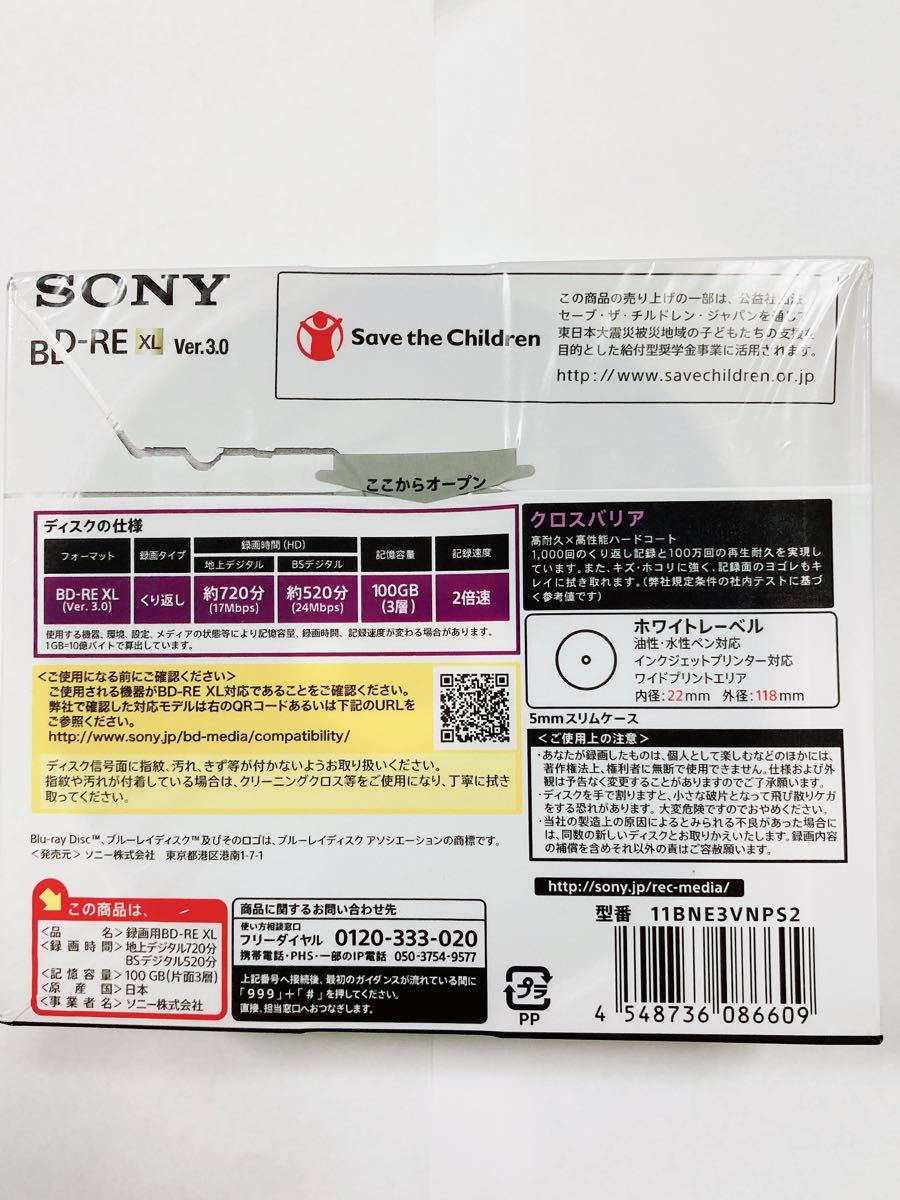 SONY
BD-RE XL Ver.3.0
Save the Children
この商品の売り上げの一部は、公益社団法人
セーブ・ザ・チルドレン・ジャパンを通じて
東日本大震災被災地域の子どもたちの支援を
目的とした給付型奨学金事業に活用されます。
http://www.savechildren.or.jp
ここからオープン
ディスクの仕様
フォーマット 録画タイプ 録画時間(HD) 記憶容量 記録速度
地上デジタル BSデジタル
BD-RE XL くり返し 約720分 約520分 100GB 2倍速
(Ver. 3.0) (17Mbps) (24Mbps) (3層)
使用する機器、環境、設定、メディアの状態等により記憶容量、録画時間、記録速度が変わる場合があります。
1GB=10億バイトで算出しています。
クロスバリア
高耐久×高性能ハードコート
1,000回のくり返し記録と100万回の再生耐久を実現し
ています。また、キズ・ホコリに強く、記録面のヨゴレもキ
レイに拭き取れます。(弊社規定条件の社内テストに基づ
く参考値です)
ホワイトレーベル
油性・水性ペン対応
インクジェットプリンター対応
ワイドプリントエリア
内径:22mm 外径:118mm
5mmスリムケース
<ご使用になる前にご確認ください>
ご使用される機器がBD-RE XL対応であることをご確認ください。
弊社で確認した対応モデルは右のQRコードあるいは下記のURLを
ご参照ください。
http://www.sony.jp/bd-media/compatibility/
ディスク信号面に指紋、汚れ、きず等が付かないようお取り扱いください。
指紋や汚れが付着している場合は、クリーニングクロス等をご使用になり、丁寧に拭き
取ってください。
<ご使用上の注意>
・あなたが録画したものは、個人として楽しむなどのほかには、
著作権法上、権利者に無断で使用できません。仕様および外
観は予告なく変更することがありますのでご了承願います。
・ディスクを手で割りますと、小さな破片となって飛び散りケガ
をする恐れがあります。大変危険ですのでおやめください。
・当社の製造上の原因によるとみられる不良があった場合に
は、同数の新しいディスクとお取りかえいたします。録画内容
の補償を含めそれ以外の責はご容赦願います。
Blu-ray Disc™、ブルーレイディスク™及びそのロゴは、ブルーレイディスク アソシエーションの商標です。
<発売元> ソニー株式会社 東京都港区港南1-7-1
http://sony.jp/rec-media/
この商品は、
<品名>録画用BD-RE XL
<録画時間>地上デジタル720分
BSデジタル520分
<記憶容量>100 GB(片面3層)
<原産国>日本
<事業者名>ソニー株式会社
商品に関するお問い合わせ先
使い方相談窓口
フリーダイヤル 0120-333-020
携帯電話・PHS・一部のIP電話 050-3754-9577
上記番号へ接続後、最初のガイダンスが流れている間に
「999」+「#」を押してください。
直接、担当窓口へおつなぎします。
プラ
PP
型番 11BNE3VNPS2
4 548736 086609